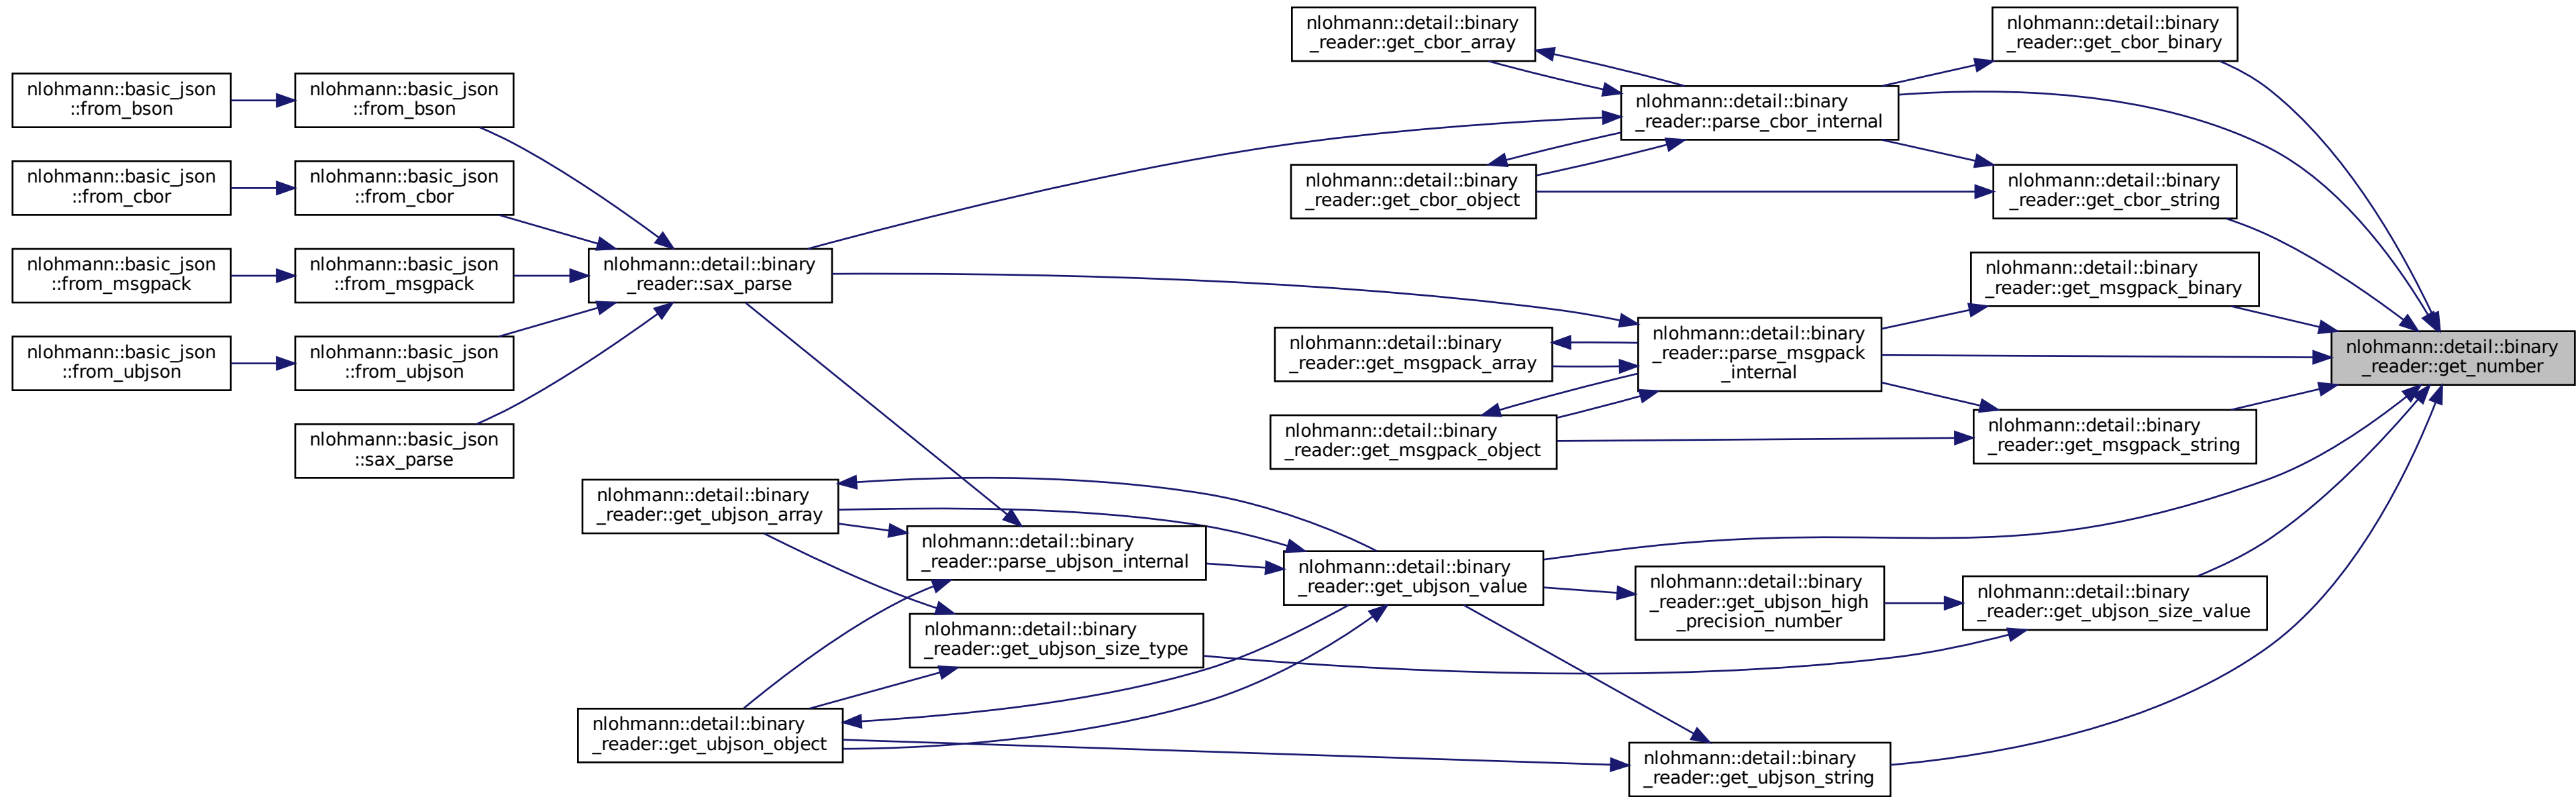 nlohmann::detail::binary
_reader::get_cbor_array
nlohmann::detail::binary
_reader::get_cbor_binary
nlohmann::basic_json
::from_bson
nlohmann::basic_json
::from_bson
nlohmann::detail::binary
_reader::parse_cbor_internal
nlohmann::basic_json
::from_cbor
nlohmann::basic_json
::from_cbor
nlohmann::detail::binary
_reader::get_cbor_object
nlohmann::detail::binary
_reader::get_cbor_string
nlohmann::basic_json
::from_msgpack
nlohmann::basic_json
::from_msgpack
nlohmann::detail::binary
_reader::sax_parse
nlohmann::detail::binary
_reader::get_msgpack_binary
nlohmann::basic_json
::from_ubjson
nlohmann::basic_json
::from_ubjson
nlohmann::detail::binary
_reader::get_msgpack_array
nlohmann::detail::binary
_reader::parse_msgpack
_internal
nlohmann::detail::binary
_reader::get_number
nlohmann::basic_json
::sax_parse
nlohmann::detail::binary
_reader::get_msgpack_object
nlohmann::detail::binary
_reader::get_msgpack_string
nlohmann::detail::binary
_reader::get_ubjson_array
nlohmann::detail::binary
_reader::parse_ubjson_internal
nlohmann::detail::binary
_reader::get_ubjson_value
nlohmann::detail::binary
_reader::get_ubjson_high
_precision_number
nlohmann::detail::binary
_reader::get_ubjson_size_value
nlohmann::detail::binary
_reader::get_ubjson_size_type
nlohmann::detail::binary
_reader::get_ubjson_object
nlohmann::detail::binary
_reader::get_ubjson_string